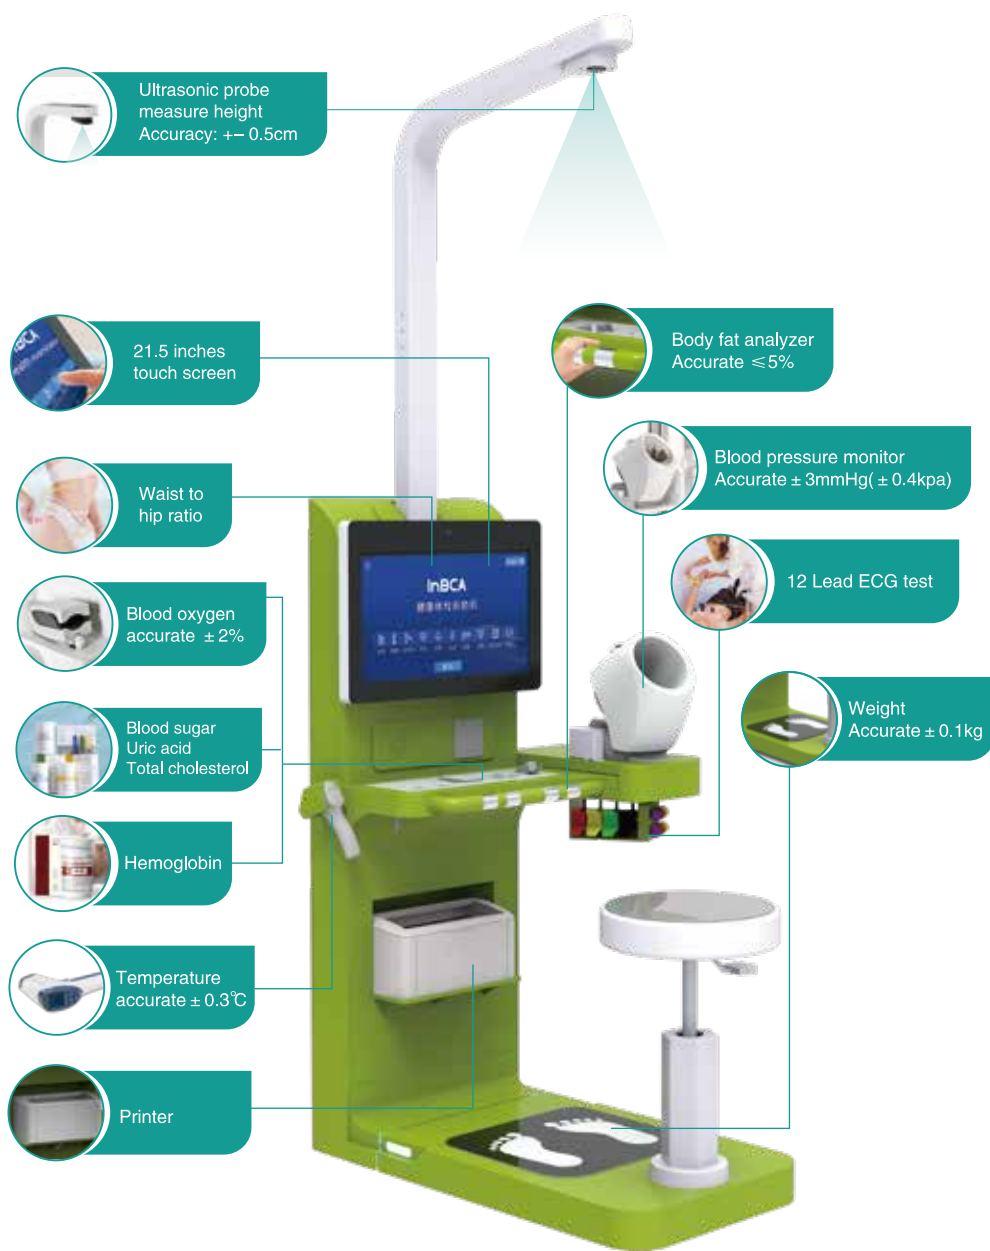 Ultrasonic probe
measure height
Accuracy: +− 0.5cm
21.5 inches
touch screen
Body fat analyzer
Accurate ≤5%
Blood pressure monitor
Accurate ± 3mmHg( ± 0.4kpa)
Waist to
hip ratio
InBCA
12 Lead ECG test
Blood oxygen
accurate ± 2%
Weight
Accurate ± 0.1kg
Blood sugar
Uric acid
Total cholesterol
Hemoglobin
Temperature
accurate ± 0.3℃
Printer